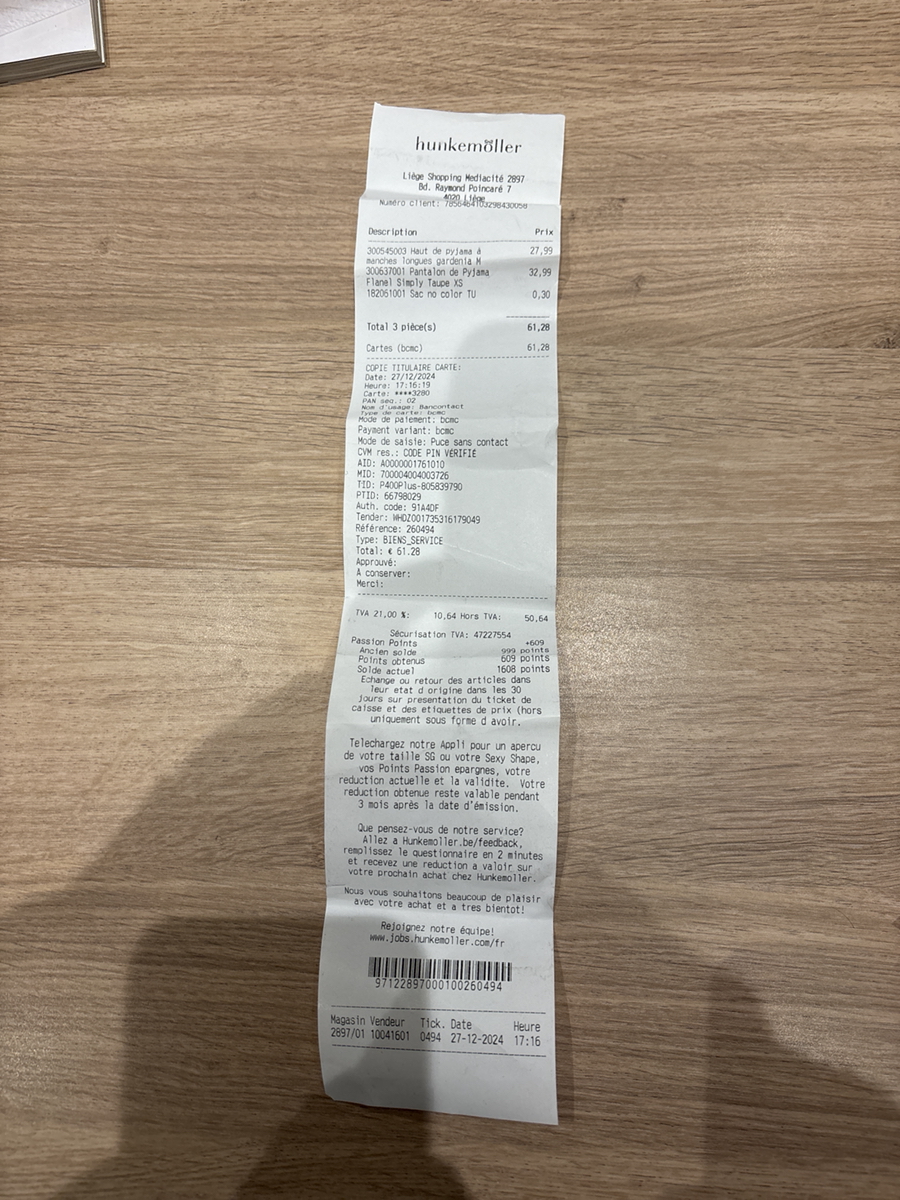 hunkemöller
Liège Shopping Mediacité 2897
Bd. Raymond Poincaré 7
4020 Liège
Numéro client: 7856464103298430058
Description Prix
300545003 Haut de pyjama à 27,99
manches longues gardenia M
300637001 Pantalon de Pyjama 32,99
Flanel Simply Taupe XS
182061001 Sac no color TU 0,30
Total 3 pièce(s) 61,28
Cartes (bcmc) 61,28
COPIE TITULAIRE CARTE:
Date: 27/12/2024
Heure: 17:16:19
Carte: ****3280
PAN seq.: 02
Nom d'usage: Bancontact
Type de carte: bcmc
Mode de paiement: bcmc
Payment variant: bcmc
Mode de saisie: Puce sans contact
CVM res.: CODE PIN VÉRIFIÉ
AID: A0000001761010
MID: 700004004003726
TID: P400Plus-805839790
PTID: 66798029
Auth. code: 91A4DF
Tender: WHDZ001735316179049
Référence: 260494
Type: BIENS_SERVICE
Total: € 61.28
Approuvé:
A conserver:
Merci:
TVA 21,00 %: 10,64 Hors TVA: 50,64
Sécurisation TVA: 47227554
Passion Points +609
Ancien solde 999 points
Points obtenus 609 points
Solde actuel 1608 points
Echange ou retour des articles dans
leur etat d origine dans les 30
jours sur presentation du ticket de
caisse et des etiquettes de prix (hors
uniquement sous forme d avoir.
Telechargez notre Appli pour un apercu
de votre taille SG ou votre Sexy Shape,
vos Points Passion epargnes, votre
reduction actuelle et la validite. Votre
reduction obtenue reste valable pendant
3 mois après la date d'émission.
Que pensez-vous de notre service?
Allez a Hunkemoller.be/feedback,
remplissez le questionnaire en 2 minutes
et recevez une reduction a valoir sur
votre prochain achat chez Hunkemoller.
Nous vous souhaitons beaucoup de plaisir
avec votre achat et a tres bientot!
Rejoignez notre équipe!
www.jobs.hunkemoller.com/fr
97122897000100260494
Magasin Vendeur Tick. Date Heure
2897/01 10041601 0494 27-12-2024 17:16